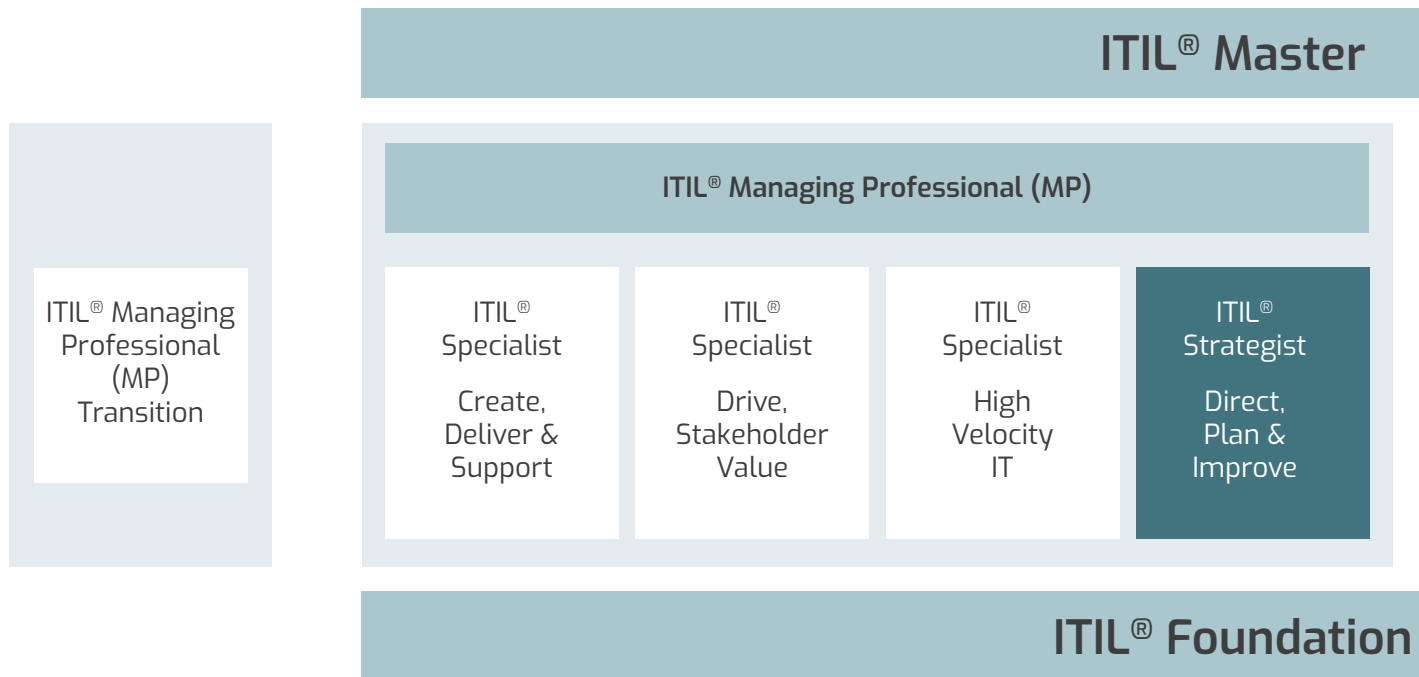 ITIL® Master
ITIL® Managing
Professional
(MP)
Transition
ITIL® Managing Professional (MP)
ITIL®
Specialist
Create,
Deliver &
Support
ITIL®
Specialist
Drive,
Stakeholder
Value
ITIL®
Specialist
High
Velocity
IT
ITIL®
Strategist
Direct,
Plan &
Improve
ITIL® Foundation